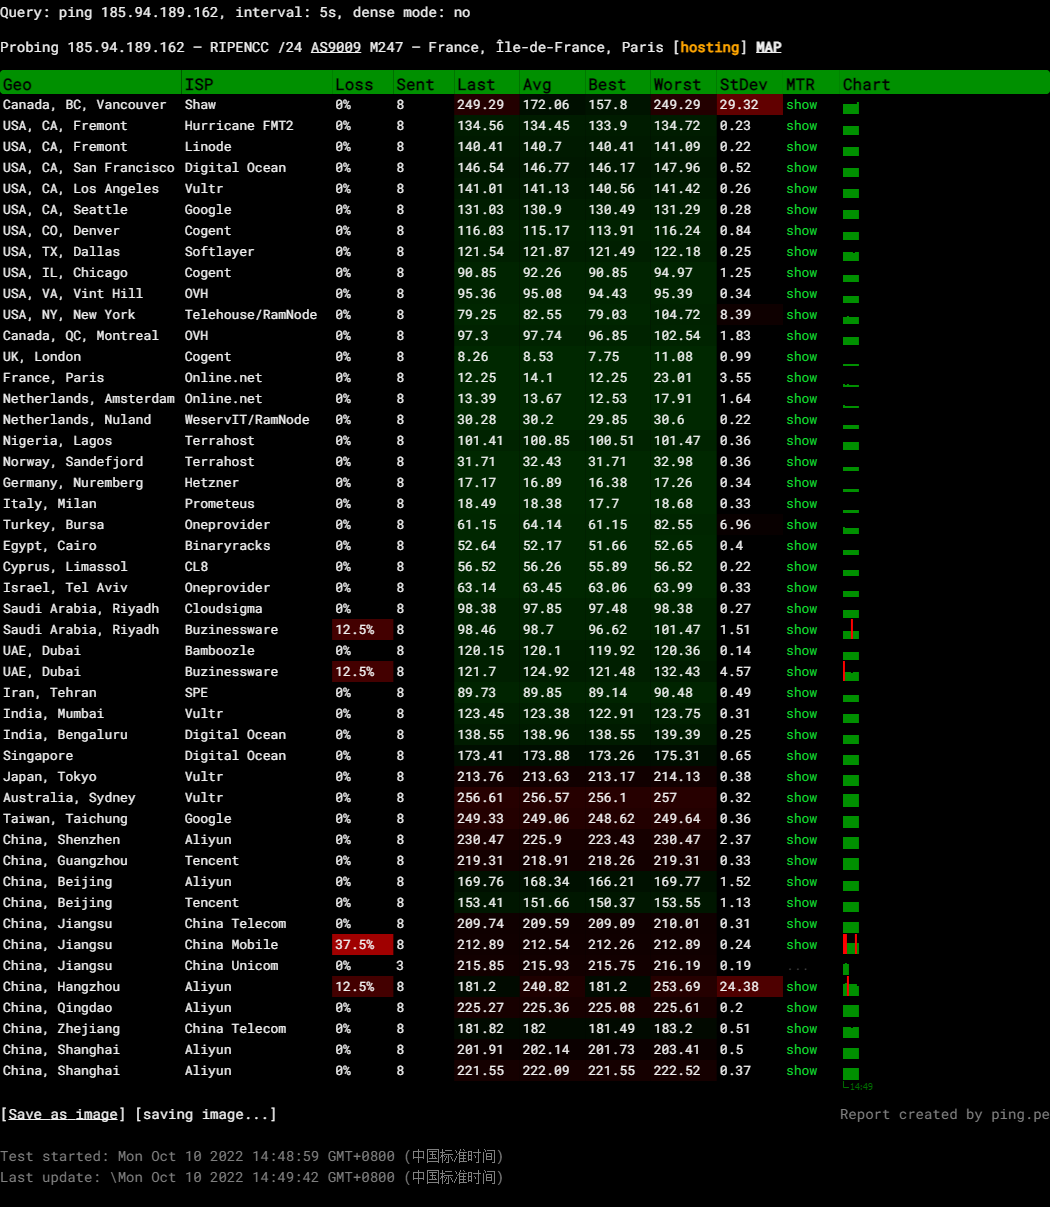 Query: ping 185.94.189.162, interval: 5s, dense mode: no
Probing 185.94.189.162 — RIPENCC /24 AS9009 M247 — France, Île-de-France, Paris [hosting] MAP
Geo ISP Loss Sent Last Avg Best Worst StDev MTR Chart
Canada, BC, Vancouver Shaw 0% 8 249.29 172.06 157.8 249.29 29.32 show
USA, CA, Fremont Hurricane FMT2 0% 8 134.56 134.45 133.9 134.72 0.23 show
USA, CA, Fremont Linode 0% 8 140.41 140.7 140.41 141.09 0.22 show
USA, CA, San Francisco Digital Ocean 0% 8 146.54 146.77 146.17 147.96 0.52 show
USA, CA, Los Angeles Vultr 0% 8 141.01 141.13 140.56 141.42 0.26 show
USA, CA, Seattle Google 0% 8 131.03 130.9 130.49 131.29 0.28 show
USA, CO, Denver Cogent 0% 8 116.03 115.17 113.91 116.24 0.84 show
USA, TX, Dallas Softlayer 0% 8 121.54 121.87 121.49 122.18 0.25 show
USA, IL, Chicago Cogent 0% 8 90.85 92.26 90.85 94.97 1.25 show
USA, VA, Vint Hill OVH 0% 8 95.36 95.08 94.43 95.39 0.34 show
USA, NY, New York Telehouse/RamNode 0% 8 79.25 82.55 79.03 104.72 8.39 show
Canada, QC, Montreal OVH 0% 8 97.3 97.74 96.85 102.54 1.83 show
UK, London Cogent 0% 8 8.26 8.53 7.75 11.08 0.99 show
France, Paris Online.net 0% 8 12.25 14.1 12.25 23.01 3.55 show
Netherlands, Amsterdam Online.net 0% 8 13.39 13.67 12.53 17.91 1.64 show
Netherlands, Nuland WeservIT/RamNode 0% 8 30.28 30.2 29.85 30.6 0.22 show
Nigeria, Lagos Terrahost 0% 8 101.41 100.85 100.51 101.47 0.36 show
Norway, Sandefjord Terrahost 0% 8 31.71 32.43 31.71 32.98 0.36 show
Germany, Nuremberg Hetzner 0% 8 17.17 16.89 16.38 17.26 0.34 show
Italy, Milan Prometeus 0% 8 18.49 18.38 17.7 18.68 0.33 show
Turkey, Bursa Oneprovider 0% 8 61.15 64.14 61.15 82.55 6.96 show
Egypt, Cairo Binaryracks 0% 8 52.64 52.17 51.66 52.65 0.4 show
Cyprus, Limassol CL8 0% 8 56.52 56.26 55.89 56.52 0.22 show
Israel, Tel Aviv Oneprovider 0% 8 63.14 63.45 63.06 63.99 0.33 show
Saudi Arabia, Riyadh Cloudsigma 0% 8 98.38 97.85 97.48 98.38 0.27 show
Saudi Arabia, Riyadh Buzinessware 12.5% 8 98.46 98.7 96.62 101.47 1.51 show
UAE, Dubai Bamboozle 0% 8 120.15 120.1 119.92 120.36 0.14 show
UAE, Dubai Buzinessware 12.5% 8 121.7 124.92 121.48 132.43 4.57 show
Iran, Tehran SPE 0% 8 89.73 89.85 89.14 90.48 0.49 show
India, Mumbai Vultr 0% 8 123.45 123.38 122.91 123.75 0.31 show
India, Bengaluru Digital Ocean 0% 8 138.55 138.96 138.55 139.39 0.25 show
Singapore Digital Ocean 0% 8 173.41 173.88 173.26 175.31 0.65 show
Japan, Tokyo Vultr 0% 8 213.76 213.63 213.17 214.13 0.38 show
Australia, Sydney Vultr 0% 8 256.61 256.57 256.1 257 0.32 show
Taiwan, Taichung Google 0% 8 249.33 249.06 248.62 249.64 0.36 show
China, Shenzhen Aliyun 0% 8 230.47 225.9 223.43 230.47 2.37 show
China, Guangzhou Tencent 0% 8 219.31 218.91 218.26 219.31 0.33 show
China, Beijing Aliyun 0% 8 169.76 168.34 166.21 169.77 1.52 show
China, Beijing Tencent 0% 8 153.41 151.66 150.37 153.55 1.13 show
China, Jiangsu China Telecom 0% 8 209.74 209.59 209.09 210.01 0.31 show
China, Jiangsu China Mobile 37.5% 8 212.89 212.54 212.26 212.89 0.24 show
China, Jiangsu China Unicom 0% 3 215.85 215.93 215.75 216.19 0.19 ...
China, Hangzhou Aliyun 12.5% 8 181.2 240.82 181.2 253.69 24.38 show
China, Qingdao Aliyun 0% 8 225.27 225.36 225.08 225.61 0.2 show
China, Zhejiang China Telecom 0% 8 181.82 182 181.49 183.2 0.51 show
China, Shanghai Aliyun 0% 8 201.91 202.14 201.73 203.41 0.5 show
China, Shanghai Aliyun 0% 8 221.55 222.09 221.55 222.52 0.37 show
14:49
[Save as image] [saving image...] Report created by ping.pe
Test started: Mon Oct 10 2022 14:48:59 GMT+0800 (中国标准时间)
Last update: \Mon Oct 10 2022 14:49:42 GMT+0800 (中国标准时间)